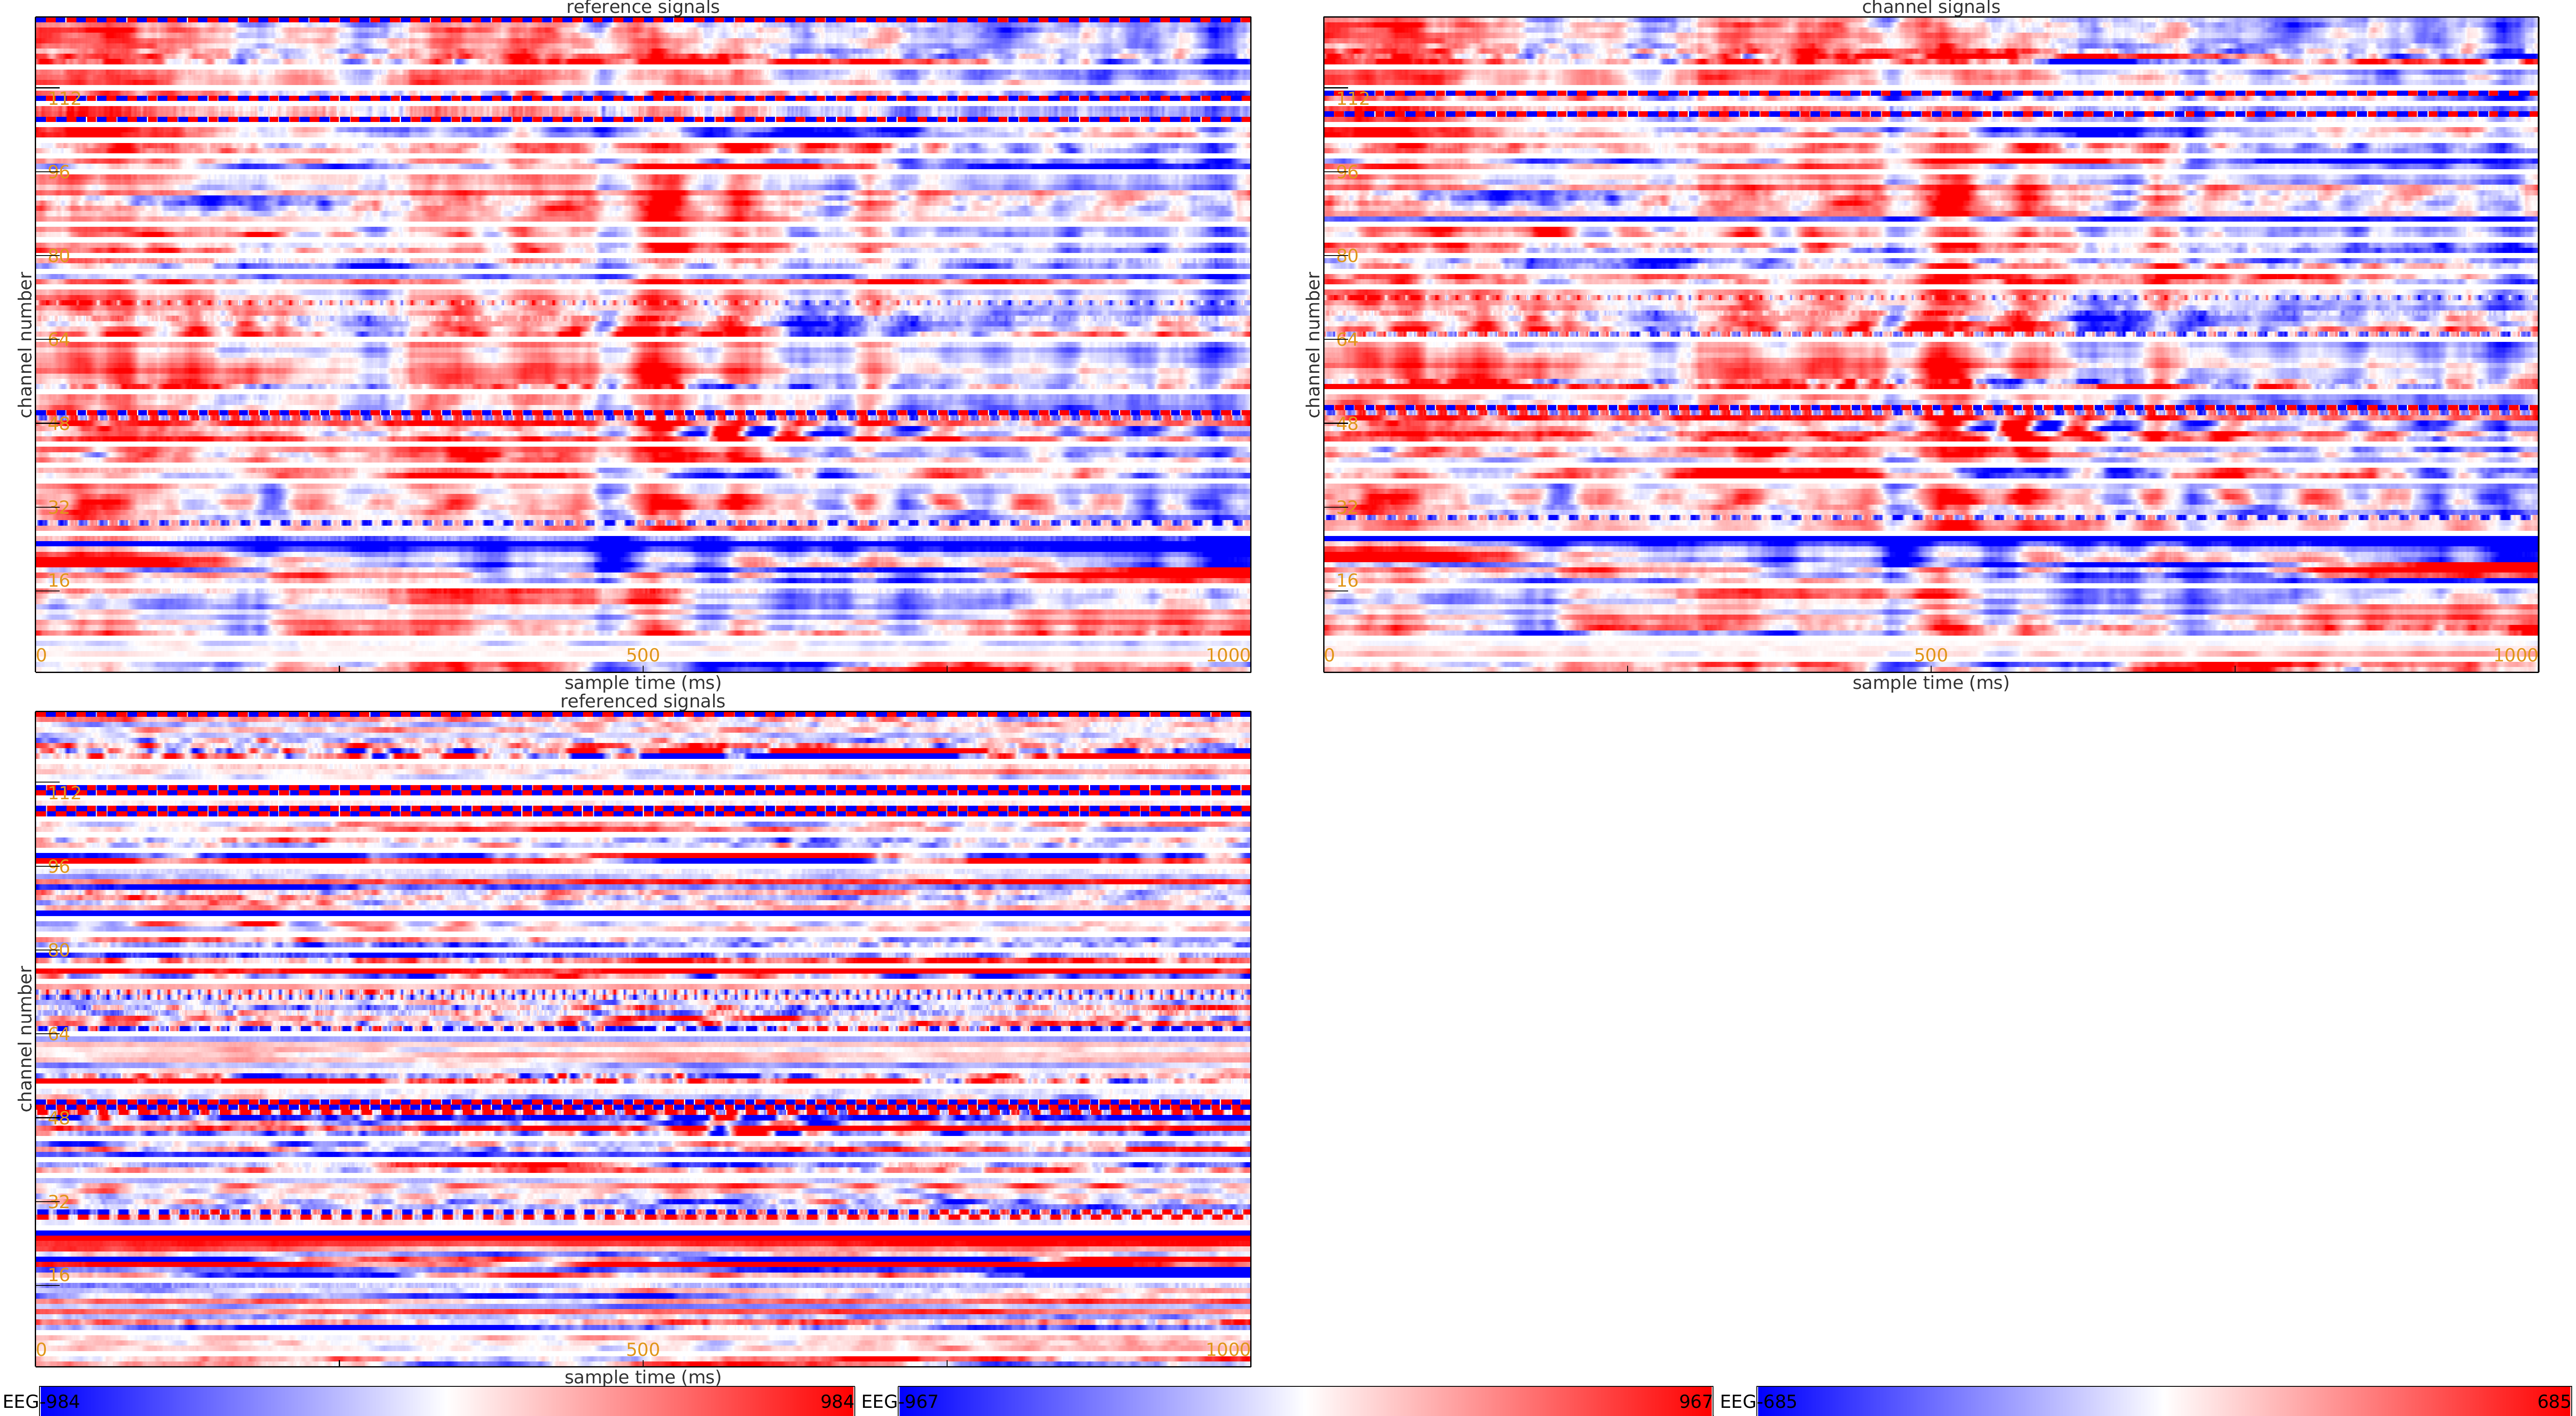 reference signals
channel signals
112
96
80
64
48
32
16
0 500 1000
channel number
sample time (ms)
112
96
80
64
48
32
16
0 500 1000
channel number
sample time (ms)
referenced signals
112
96
80
64
48
32
16
0 500 1000
channel number
sample time (ms)
EEG -984 984 EEG -967 967 EEG -685 685